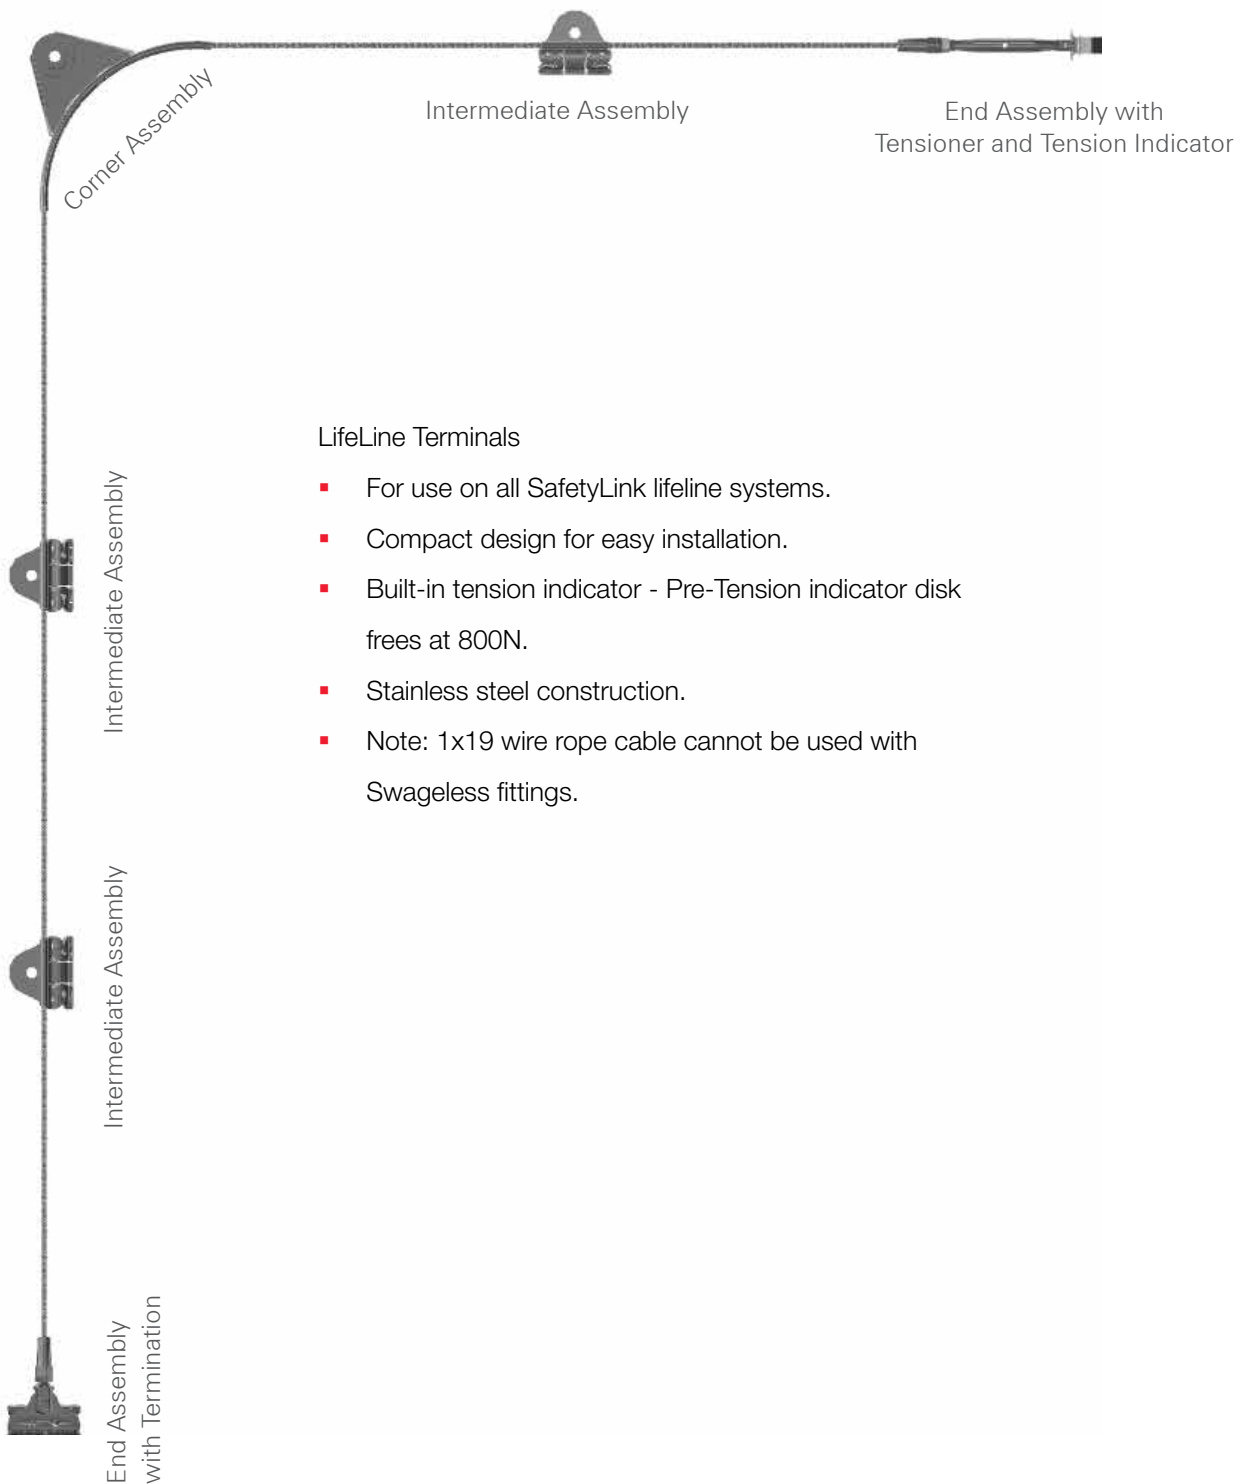 Intermediate Assembly
End Assembly with
Tensioner and Tension Indicator
Corner Assembly
LifeLine Terminals
▪ For use on all SafetyLink lifeline systems.
▪ Compact design for easy installation.
▪ Built-in tension indicator - Pre-Tension indicator disk
frees at 800N.
▪ Stainless steel construction.
▪ Note: 1x19 wire rope cable cannot be used with
Swageless fittings.
Intermediate Assembly
Intermediate Assembly
End Assembly
with Termination